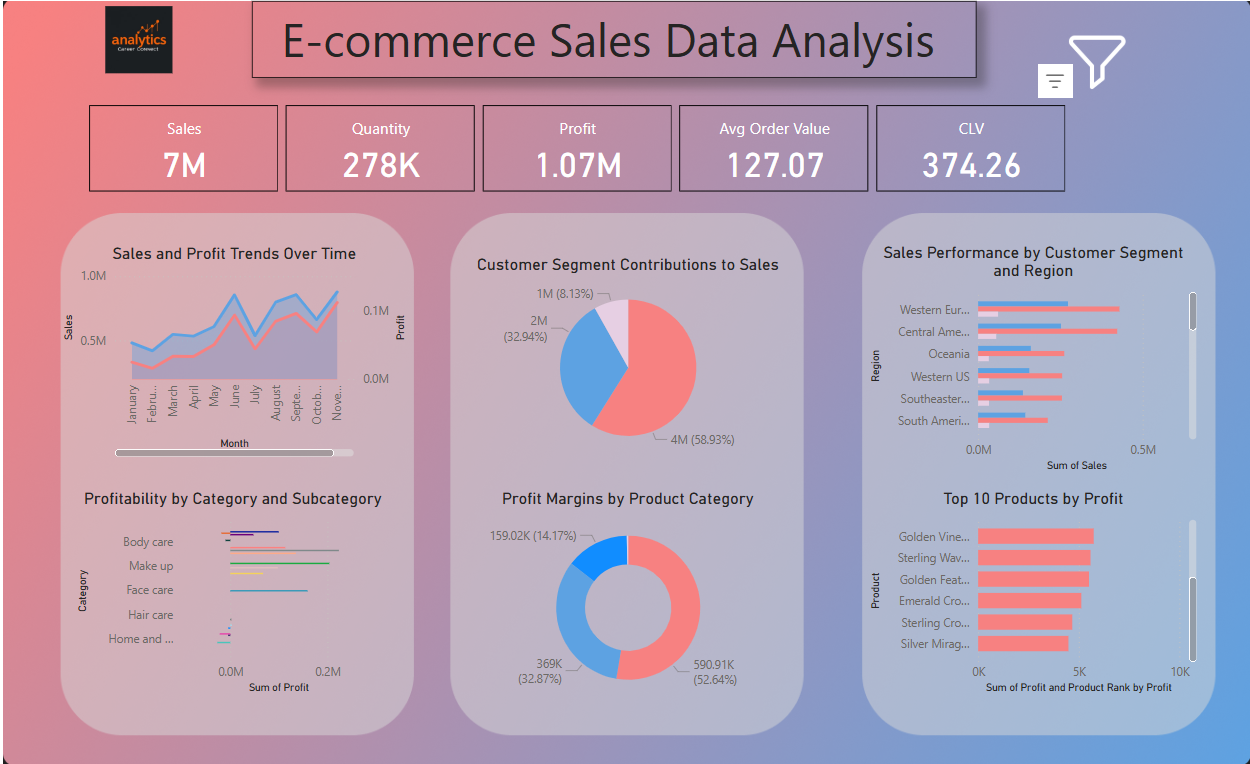 analytics
Career Connect
E-commerce Sales Data Analysis
Sales
7M
Quantity
278K
Profit
1.07M
Avg Order Value
127.07
CLV
374.26
Sales and Profit Trends Over Time
1.0M
0.5M
Sales
0.1M
0.0M
Profit
January
Febru...
March
April
May
June
July
August
Septe...
Octob...
Nove...
Month
Customer Segment Contributions to Sales
1M (8.13%)
2M
(32.94%)
4M (58.93%)
Sales Performance by Customer Segment
and Region
Region
Western Eur...
Central Ame...
Oceania
Western US
Southeaster...
South Ameri...
0.0M
0.5M
Sum of Sales
Profitability by Category and Subcategory
Category
Body care
Make up
Face care
Hair care
Home and ...
0.0M
0.2M
Sum of Profit
Profit Margins by Product Category
159.02K (14.17%)
369K
(32.87%)
590.91K
(52.64%)
Top 10 Products by Profit
Product
Golden Vine...
Sterling Wav...
Golden Feat...
Emerald Cro...
Sterling Cro...
Silver Mirag...
0K
5K
10K
Sum of Profit and Product Rank by Profit